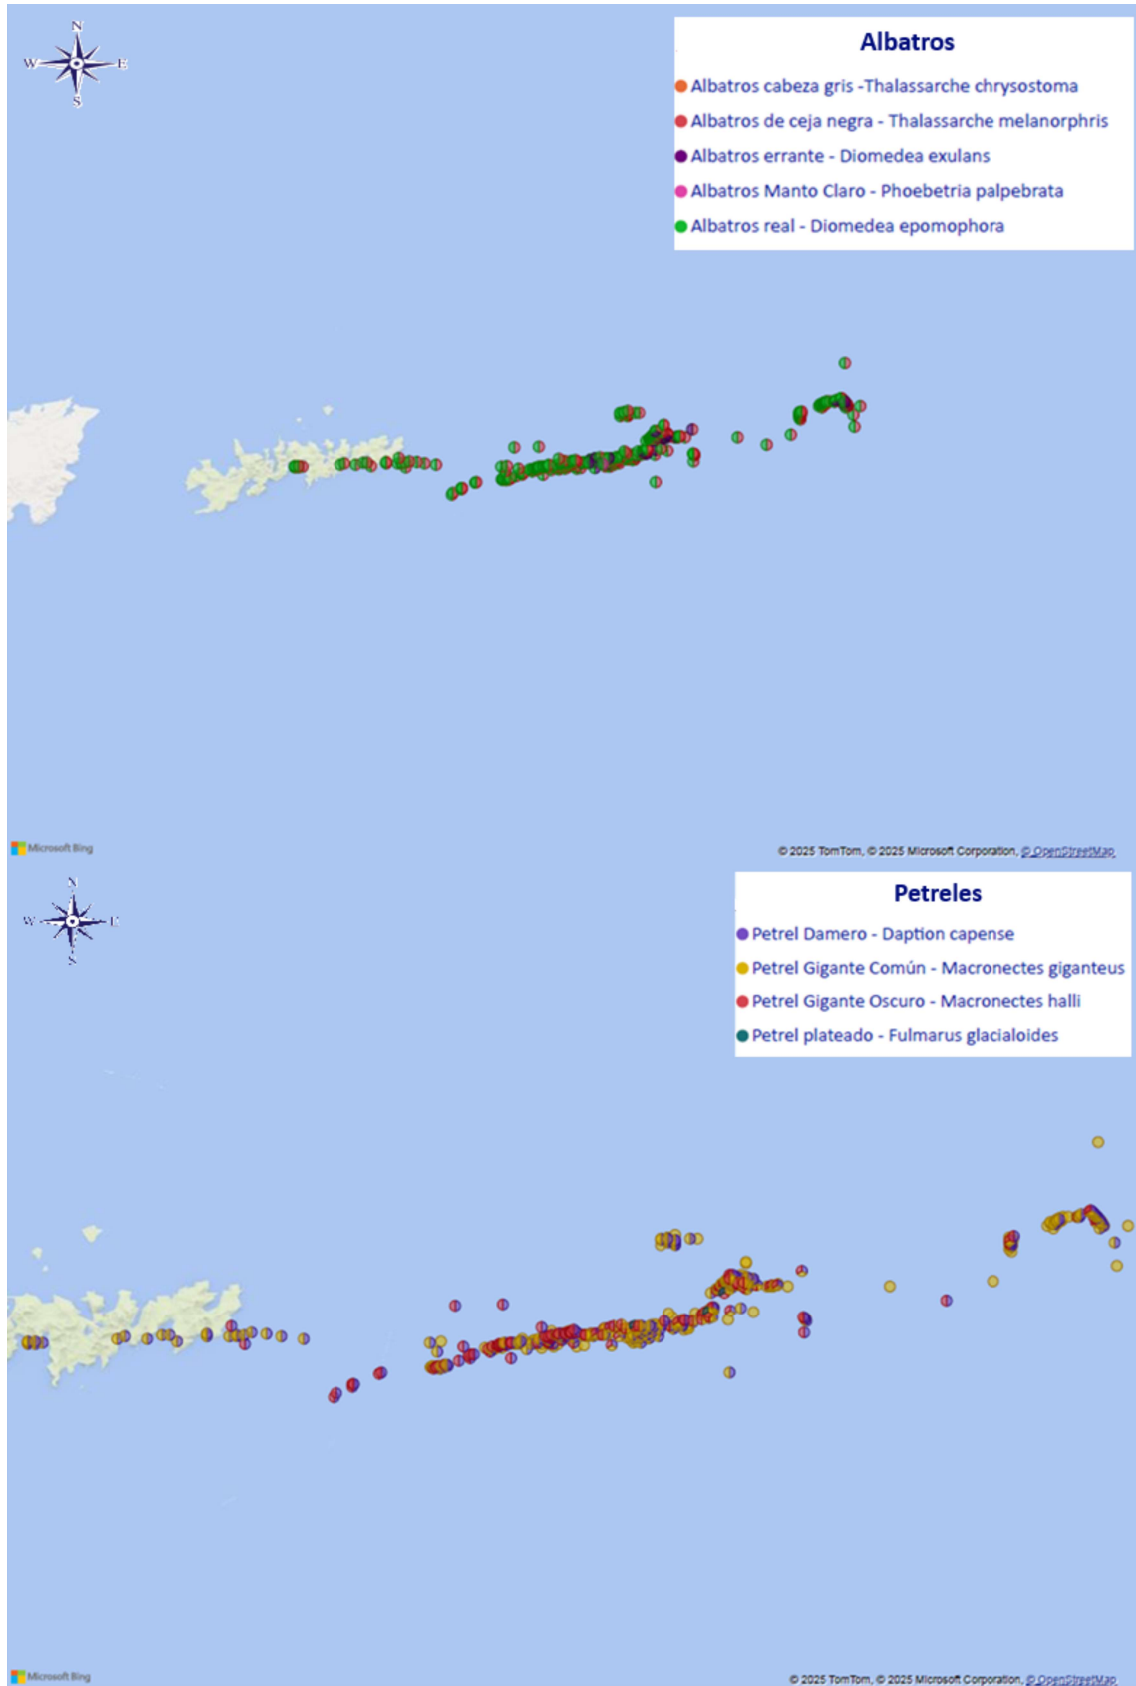 N
W E
S
Albatros
Albatros cabeza gris -Thalassarche chrysostoma
Albatros de ceja negra - Thalassarche melanorphris
Albatros errante - Diomedea exulans
Albatros Manto Claro - Phoebetria palpebrata
Albatros real - Diomedea epomophora
Microsoft Bing
© 2025 TomTom, © 2025 Microsoft Corporation, © OpenStreetMap
N
W E
S
Petreles
Petrel Damero - Daption capense
Petrel Gigante Común - Macronectes giganteus
Petrel Gigante Oscuro - Macronectes halli
Petrel plateado - Fulmarus glacialoides
Microsoft Bing
© 2025 TomTom, © 2025 Microsoft Corporation, © OpenStreetMap